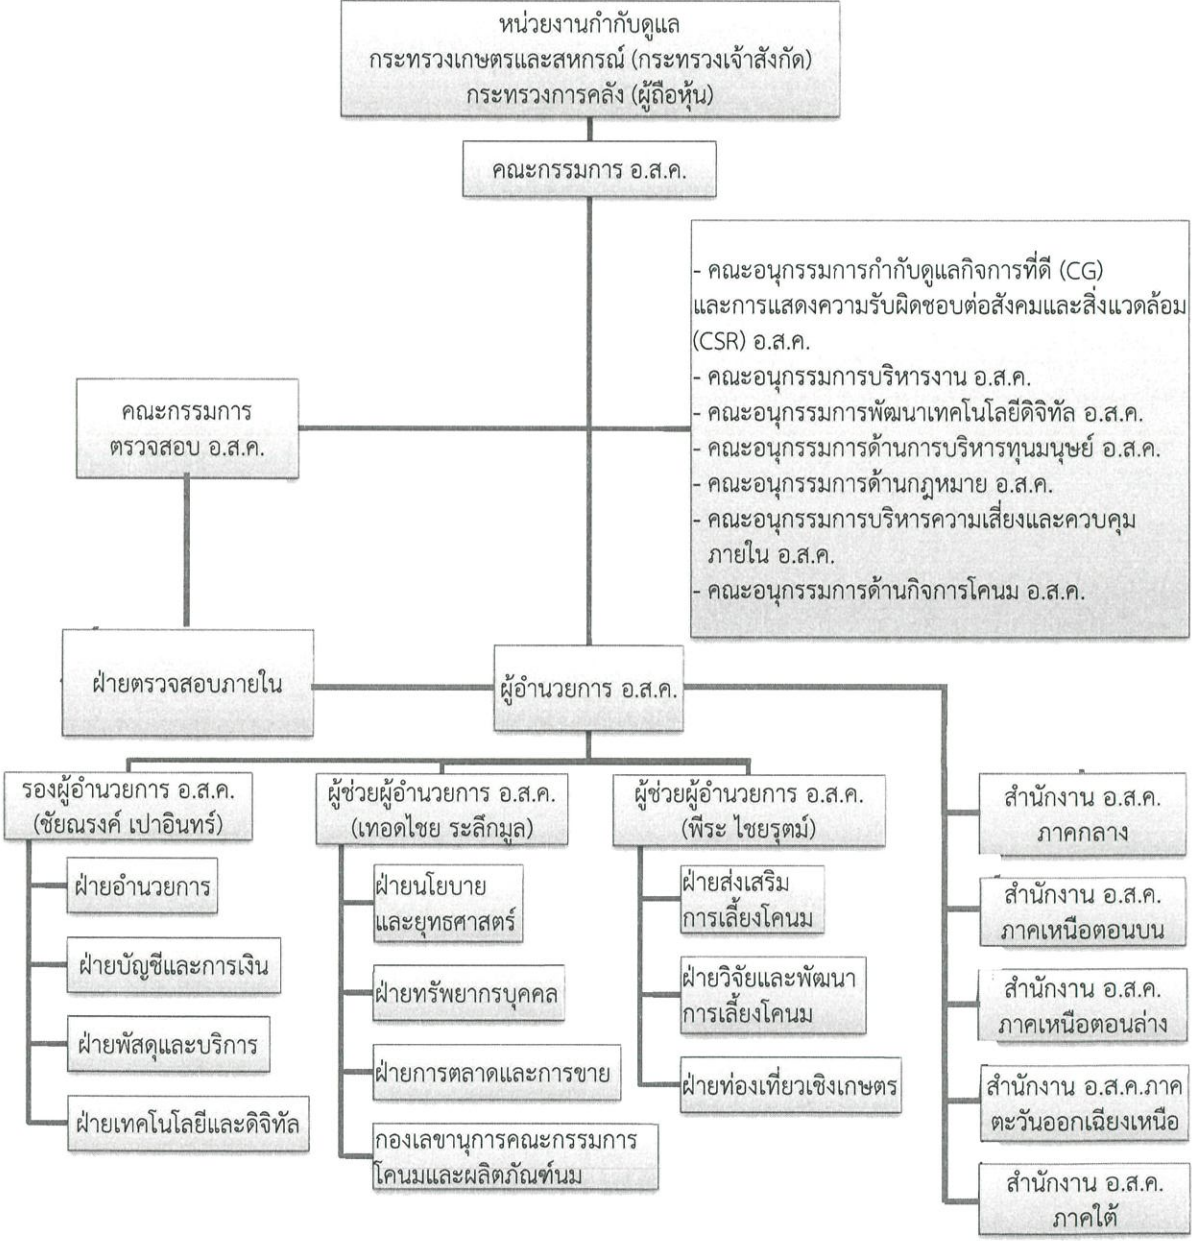 หน่วยงานกำกับดูแล
กระทรวงเกษตรและสหกรณ์ (กระทรวงเจ้าสังกัด)
กระทรวงการคลัง (ผู้ถือหุ้น)
คณะกรรมการ อ.ส.ค.
- คณะอนุกรรมการกำกับดูแลกิจการที่ดี (CG)
และการแสดงความรับผิดชอบต่อสังคมและสิ่งแวดล้อม
(CSR) อ.ส.ค.
- คณะอนุกรรมการบริหารงาน อ.ส.ค.
- คณะอนุกรรมการพัฒนาเทคโนโลยีดิจิทัล อ.ส.ค.
- คณะอนุกรรมการด้านการบริหารทุนมนุษย์ อ.ส.ค.
- คณะอนุกรรมการด้านกฎหมาย อ.ส.ค.
- คณะอนุกรรมการบริหารความเสี่ยงและควบคุม
ภายใน อ.ส.ค.
- คณะอนุกรรมการด้านกิจการโคนม อ.ส.ค.
คณะกรรมการ
ตรวจสอบ อ.ส.ค.
ฝ่ายตรวจสอบภายใน
ผู้อำนวยการ อ.ส.ค.
รองผู้อำนวยการ อ.ส.ค.
(ชัยณรงค์ เปาอินทร์)
ฝ่ายอำนวยการ
ฝ่ายบัญชีและการเงิน
ฝ่ายพัสดุและบริการ
ฝ่ายเทคโนโลยีและดิจิทัล
ผู้ช่วยผู้อำนวยการ อ.ส.ค.
(เทอดไชย ระลึกมูล)
ฝ่ายนโยบาย
และยุทธศาสตร์
ฝ่ายทรัพยากรบุคคล
ฝ่ายการตลาดและการขาย
กองเลขานุการคณะกรรมการ
โคนมและผลิตภัณฑ์นม
ผู้ช่วยผู้อำนวยการ อ.ส.ค.
(พีระ ไชยรุตม์)
ฝ่ายส่งเสริม
การเลี้ยงโคนม
ฝ่ายวิจัยและพัฒนา
การเลี้ยงโคนม
ฝ่ายท่องเที่ยวเชิงเกษตร
สำนักงาน อ.ส.ค.
ภาคกลาง
สำนักงาน อ.ส.ค.
ภาคเหนือตอนบน
สำนักงาน อ.ส.ค.
ภาคเหนือตอนล่าง
สำนักงาน อ.ส.ค.ภาค
ตะวันออกเฉียงเหนือ
สำนักงาน อ.ส.ค.
ภาคใต้